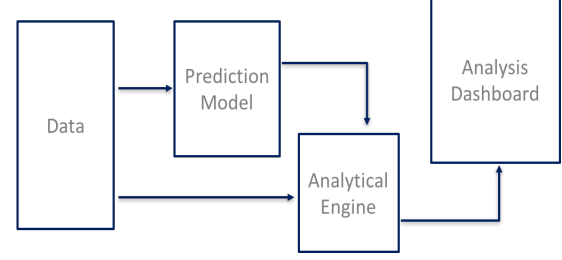 Data
Prediction
Model
Analytical
Engine
Analysis
Dashboard